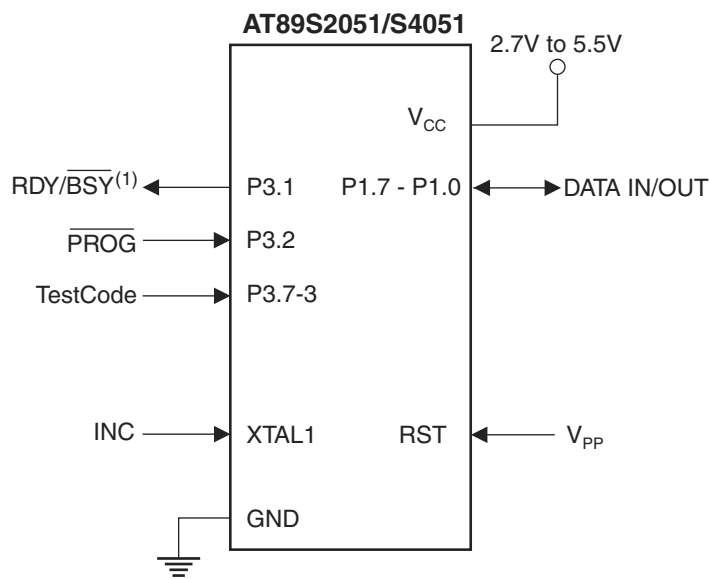 AT89S2051/S4051
2.7V to 5.5V
VCC
RDY/BSY(1) P3.1 P1.7 - P1.0 DATA IN/OUT
PROG P3.2
TestCode P3.7-3
INC XTAL1 RST VPP
GND